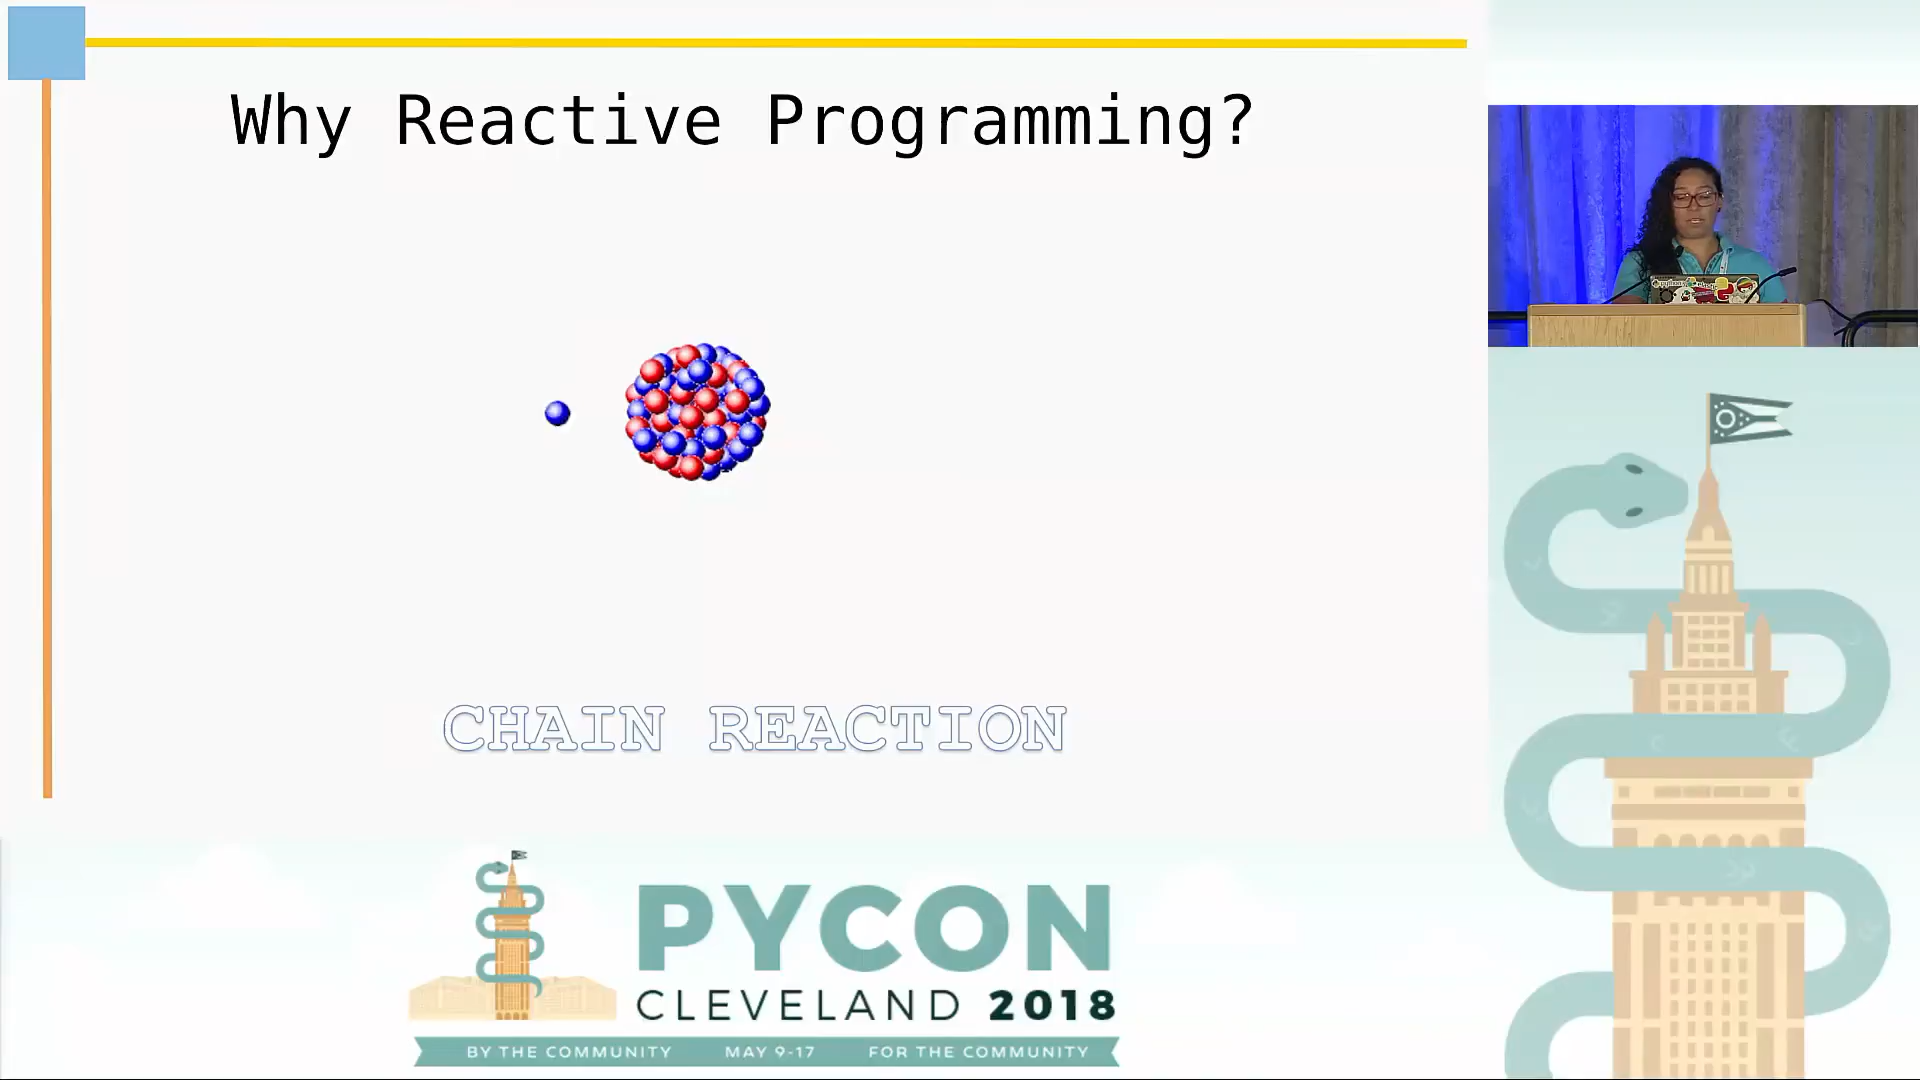 Why Reactive Programming?
CHAIN REACTION
PYCON
CLEVELAND 2018
BY THE COMMUNITY MAY 9-17 FOR THE COMMUNITY